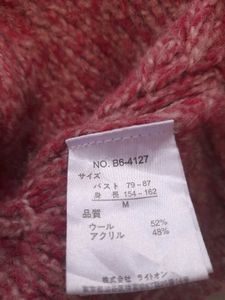 NO. B6-4127
サイズ
バスト 79-87
身長 154-162
M
品質
ウール 52%
アクリル 48%
株式会社 ライトオン